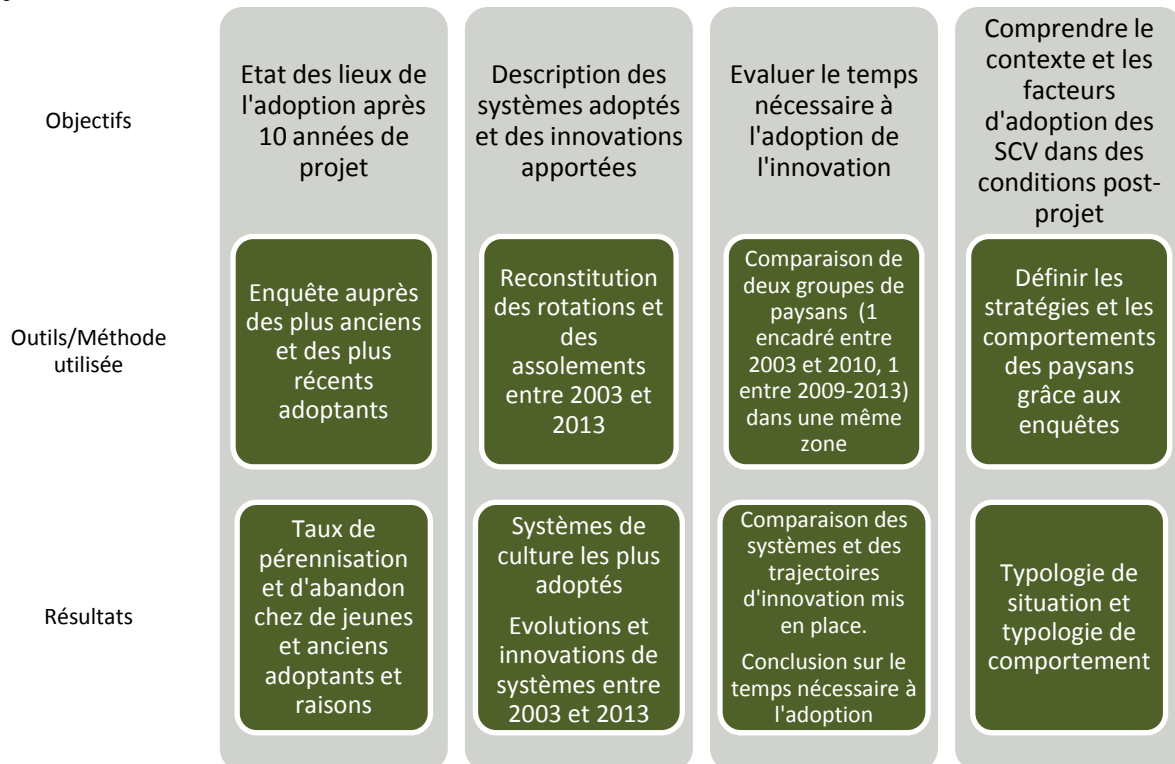 Objectifs
Etat des lieux de
l'adoption après
10 années de
projet
Description des
systèmes adoptés
et des innovations
apportées
Evaluer le temps
nécessaire à
l'adoption de
l'innovation
Comprendre le
contexte et les
facteurs
d'adoption des
SCV dans des
conditions post-
projet
Outils/Méthode
utilisée
Enquête auprès
des plus anciens
et des plus
récents
adoptants
Reconstitution
des rotations et
des
assolements
entre 2003 et
2013
Comparaison de
deux groupes de
paysans (1
encadré entre
2003 et 2010, 1
entre 2009-2013)
dans une même
zone
Définir les
stratégies et les
comportements
des paysans
grâce aux
enquêtes
Résultats
Taux de
pérennisation
et d'abandon
chez de jeunes
et anciens
adoptants et
raisons
Systèmes de
culture les plus
adoptés
Evolutions et
innovations de
systèmes entre
2003 et 2013
Comparaison des
systèmes et des
trajectoires
d'innovation mis
en place.
Conclusion sur le
temps nécessaire à
l'adoption
Typologie de
situation et
typologie de
comportement